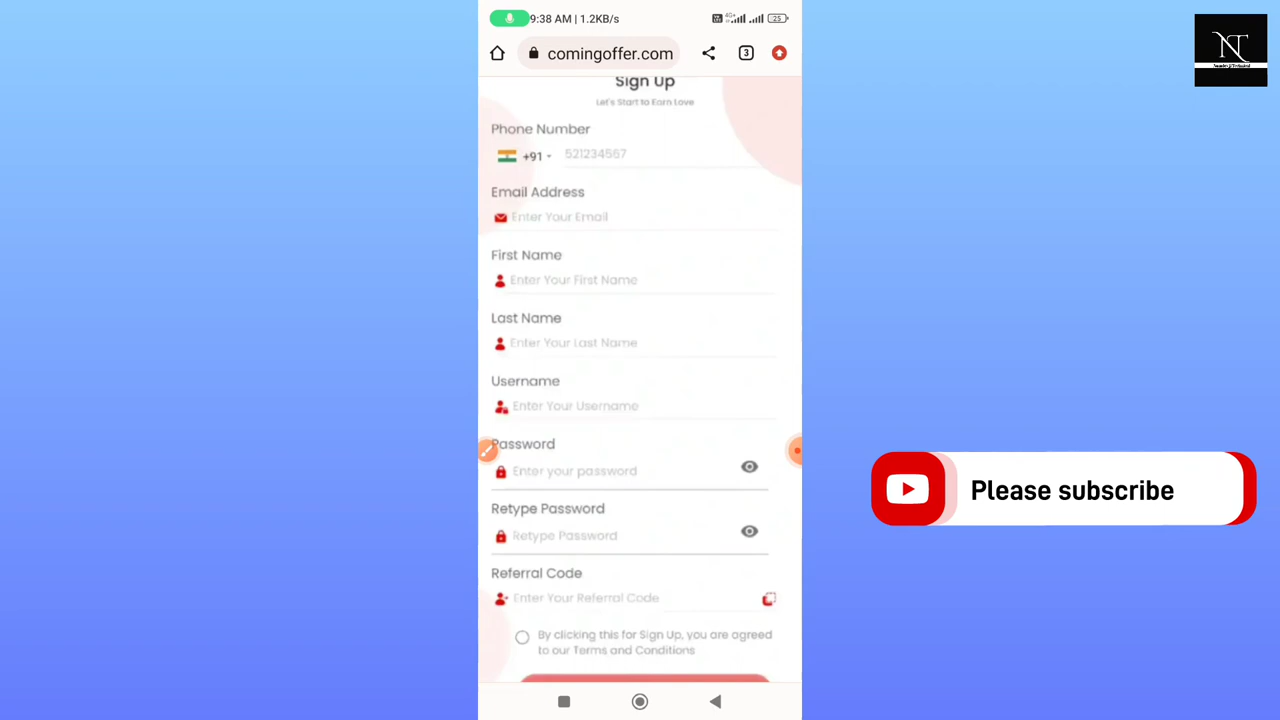 9:38 AM | 1.2KB/s
4G
25
comingoffer.com
3
Sign Up
Let's Start to Earn Love
Phone Number
+91
521234567
Email Address
Enter Your Email
First Name
Enter Your First Name
Last Name
Enter Your Last Name
Username
Enter Your Username
Password
Enter your password
Retype Password
Retype Password
Referral Code
Enter Your Referral Code
By clicking this for Sign Up, you are agreed
to our Terms and Conditions
NT
Please subscribe